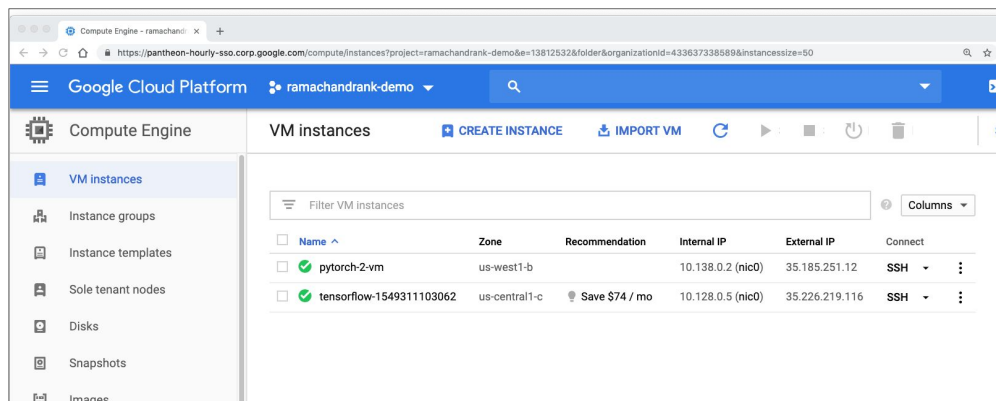 Compute Engine - ramachand
https://pantheon-hourly-sso.corp.google.com/compute/instances?project=ramachandrank-demo&e=13812532&folder&organizationId=433637338589&instancessize=50
Google Cloud Platform ramachandrank-demo
Compute Engine VM instances CREATE INSTANCE IMPORT VM
VM instances
Filter VM instances Columns
Instance groups
Name Zone Recommendation Internal IP External IP Connect
Instance templates
pytorch-2-vm us-west1-b 10.138.0.2 (nic0) 35.185.251.12 SSH
Sole tenant nodes
tensorflow-1549311103062 us-central1-c Save $74 / mo 10.128.0.5 (nic0) 35.226.219.116 SSH
Disks
Snapshots
Images